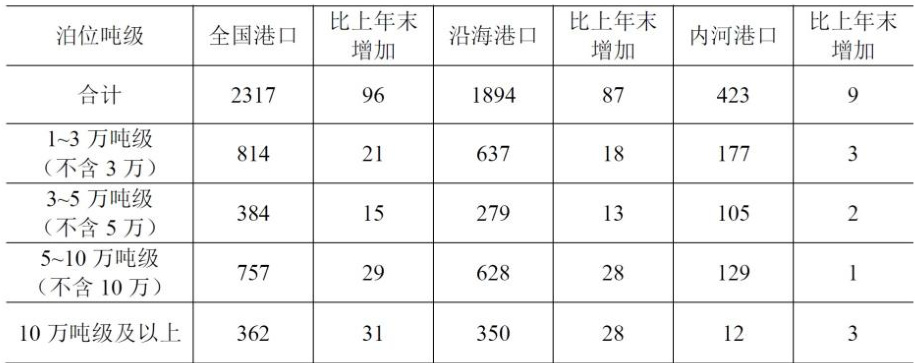 泊位吨级 全国港口 比上年末增加 沿海港口 比上年末增加 内河港口 比上年末增加
合计 2317 96 1894 87 423 9
1~3 万吨级
（不含 3 万） 814 21 637 18 177 3
3~5 万吨级
（不含 5 万） 384 15 279 13 105 2
5~10 万吨级
（不含 10 万） 757 29 628 28 129 1
10 万吨级及以上 362 31 350 28 12 3